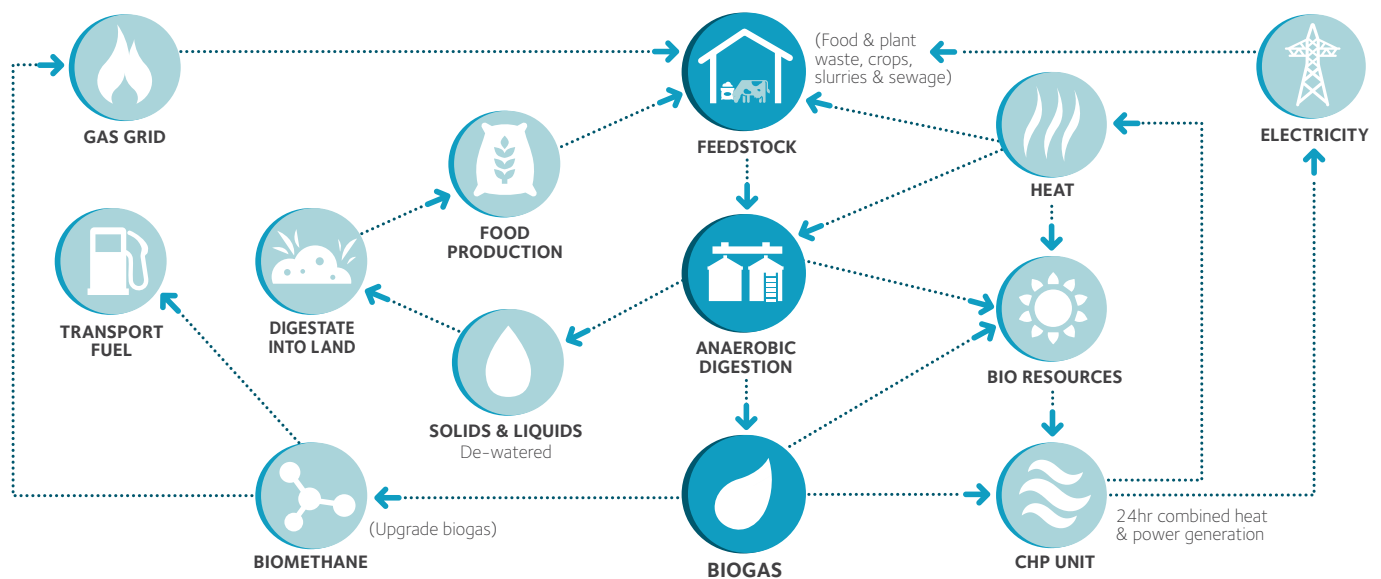 (Food & plant
waste, crops,
slurries & sewage)
GAS GRID
FEEDSTOCK
ELECTRICITY
HEAT
FOOD
PRODUCTION
TRANSPORT
FUEL
DIGESTATE
INTO LAND
ANAEROBIC
DIGESTION
BIO RESOURCES
SOLIDS & LIQUIDS
De-watered
(Upgrade biogas)
24hr combined heat
& power generation
BIOMETHANE
BIOGAS
CHP UNIT